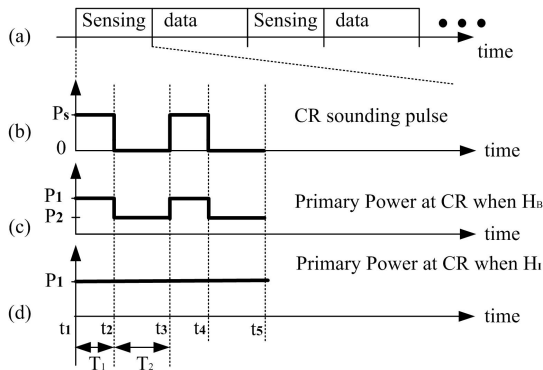 Sensing data Sensing data
(a)
time
Ps
(b)
CR sounding pulse
0
time
P1
Primary Power at CR when HB
P2
(c)
time
Primary Power at CR when HI
P1
(d)
t1 t2 t3 t4 t5
time
T1 T2